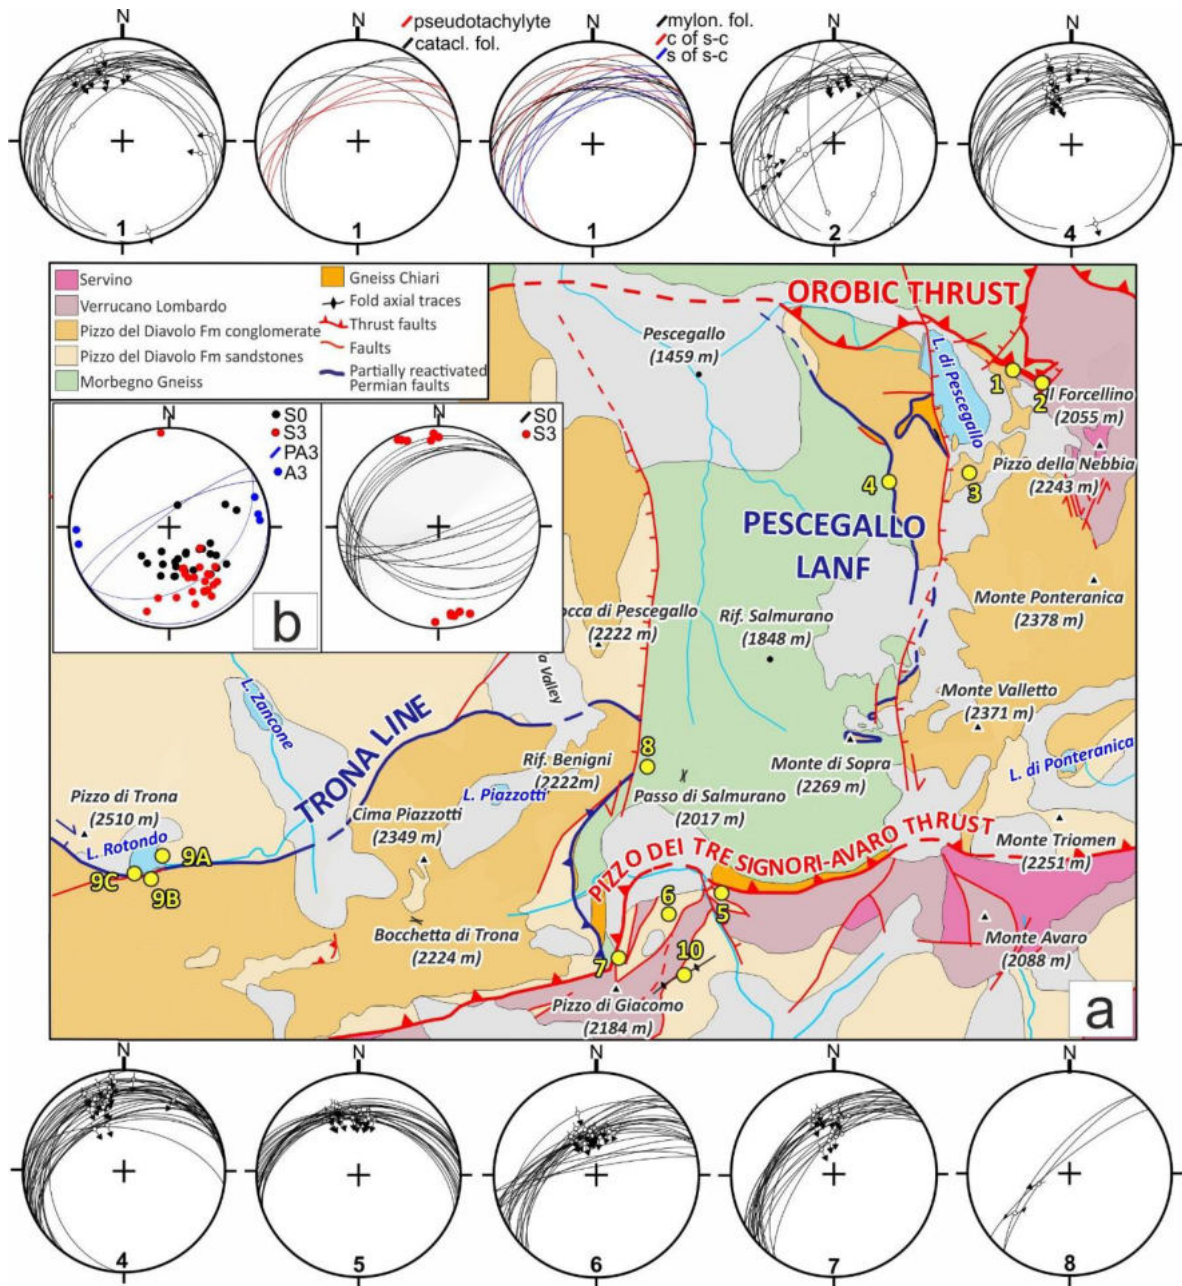 N
pseudotachylyte
catacl. fol.
N
mylon. fol.
c of s-c
s of s-c
N
N
1
1
1
2
4
Servino
Verrucano Lombardo
Pizzo del Diavolo Fm conglomerate
Pizzo del Diavolo Fm sandstones
Morbegno Gneiss
Gneiss Chiari
Fold axial traces
Thrust faults
Faults
Partially reactivated
Permian faults
OROBIC THRUST
Pescegallo
(1459 m)
L. di Pescegallo
1
2
Il Forcellino
(2055 m)
Pizzo della Nebbia
(2243 m)
3
4
PESCEGALLO
LANF
N
S0
S3
PA3
A3
b
N
S0
S3
Monte Ponteranica
(2378 m)
occa di Pescegallo
(2222 m)
Rif. Salmurano
(1848 m)
a Valley
L. Zancone
TRONA LINE
Monte Valletto
(2371 m)
L. di Ponteranica
Rif. Benigni
(2222m)
8
Monte di Sopra
(2269 m)
Passo di Salmurano
(2017 m)
L. Piazzotti
Pizzo di Trona
(2510 m)
Cima Piazzotti
(2349 m)
L. Rotondo
9A
9C
9B
PIZZO DEI TRE SIGNORI-AVARO THRUST
Monte Triomen
(2251 m)
6
5
Bocchetta di Trona
(2224 m)
Monte Avaro
(2088 m)
7
10
Pizzo di Giacomo
(2184 m)
a
N
N
N
N
N
4
5
6
7
8